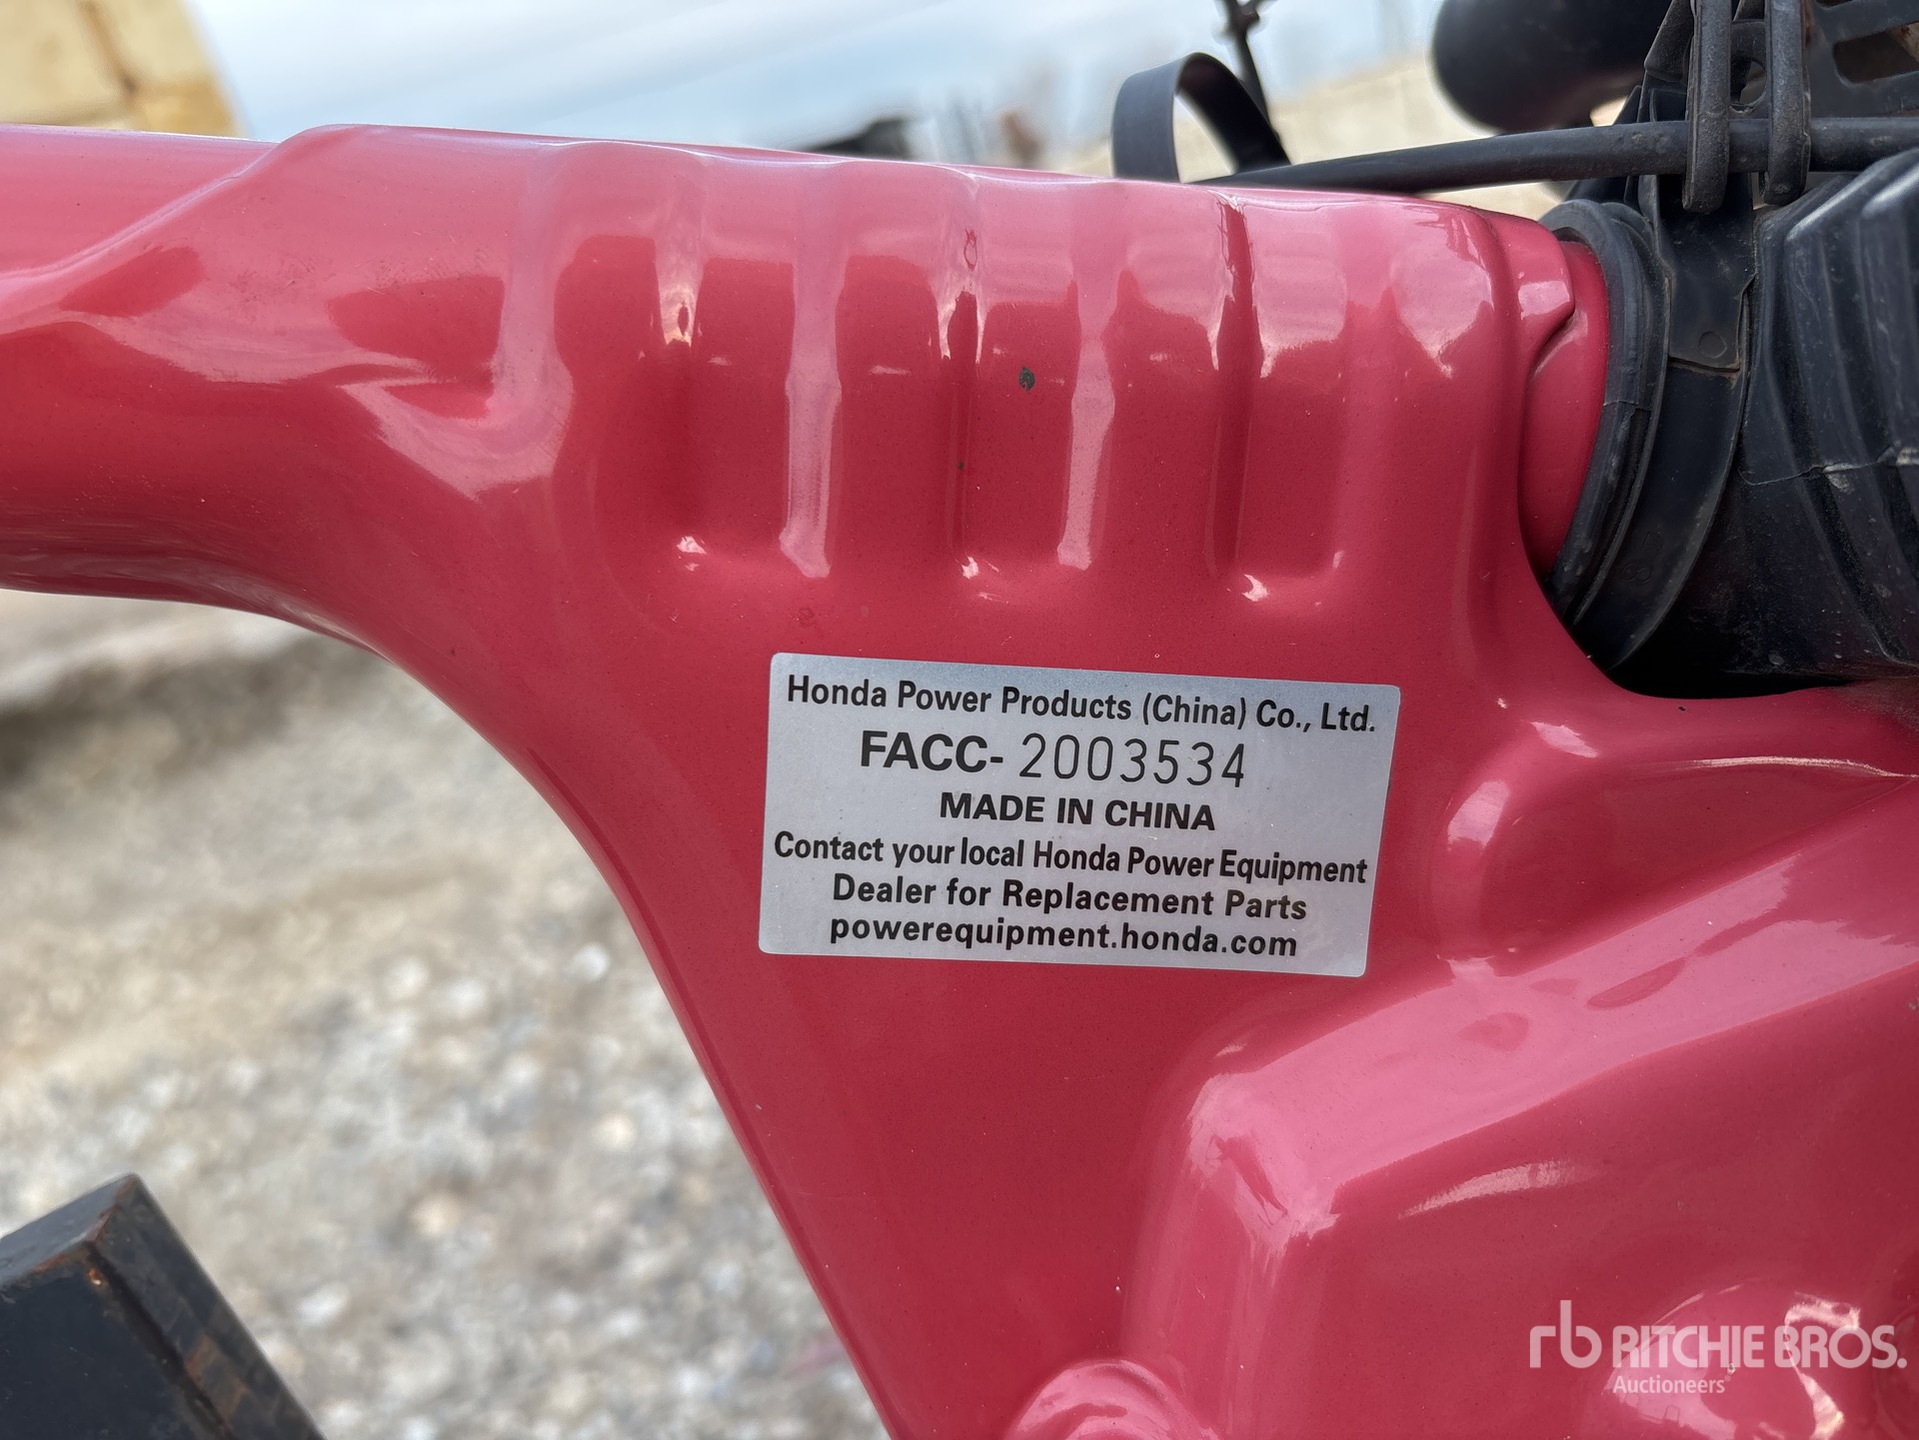 Honda Power Products (China) Co., Ltd.
FACC- 2003534
MADE IN CHINA
Contact your local Honda Power Equipment
Dealer for Replacement Parts
powerequipment.honda.com
rb RITCHIE BROS.
Auctioneers